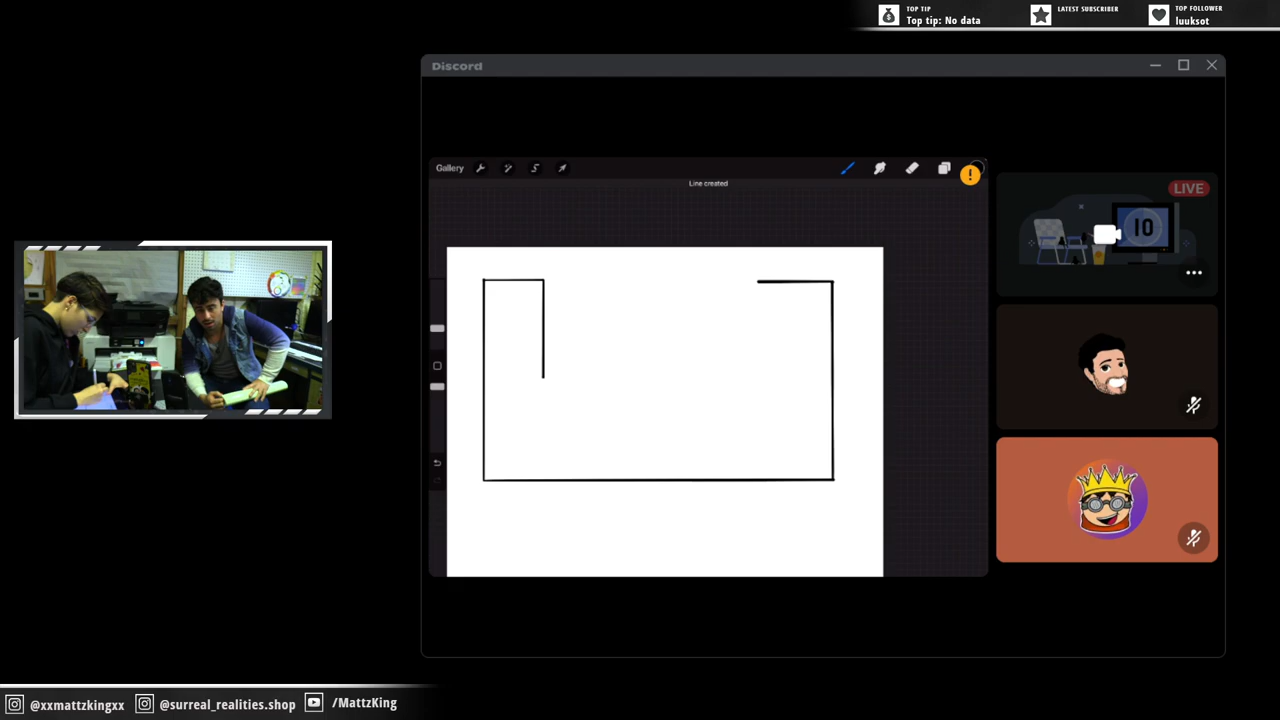 TOP TIP
Top tip: No data
LATEST SUBSCRIBER
TOP FOLLOWER
luuksot
Discord
Gallery
Line created
!
LIVE
10
@xxmattzkingxx
@surreal_realities.shop
/MattzKing